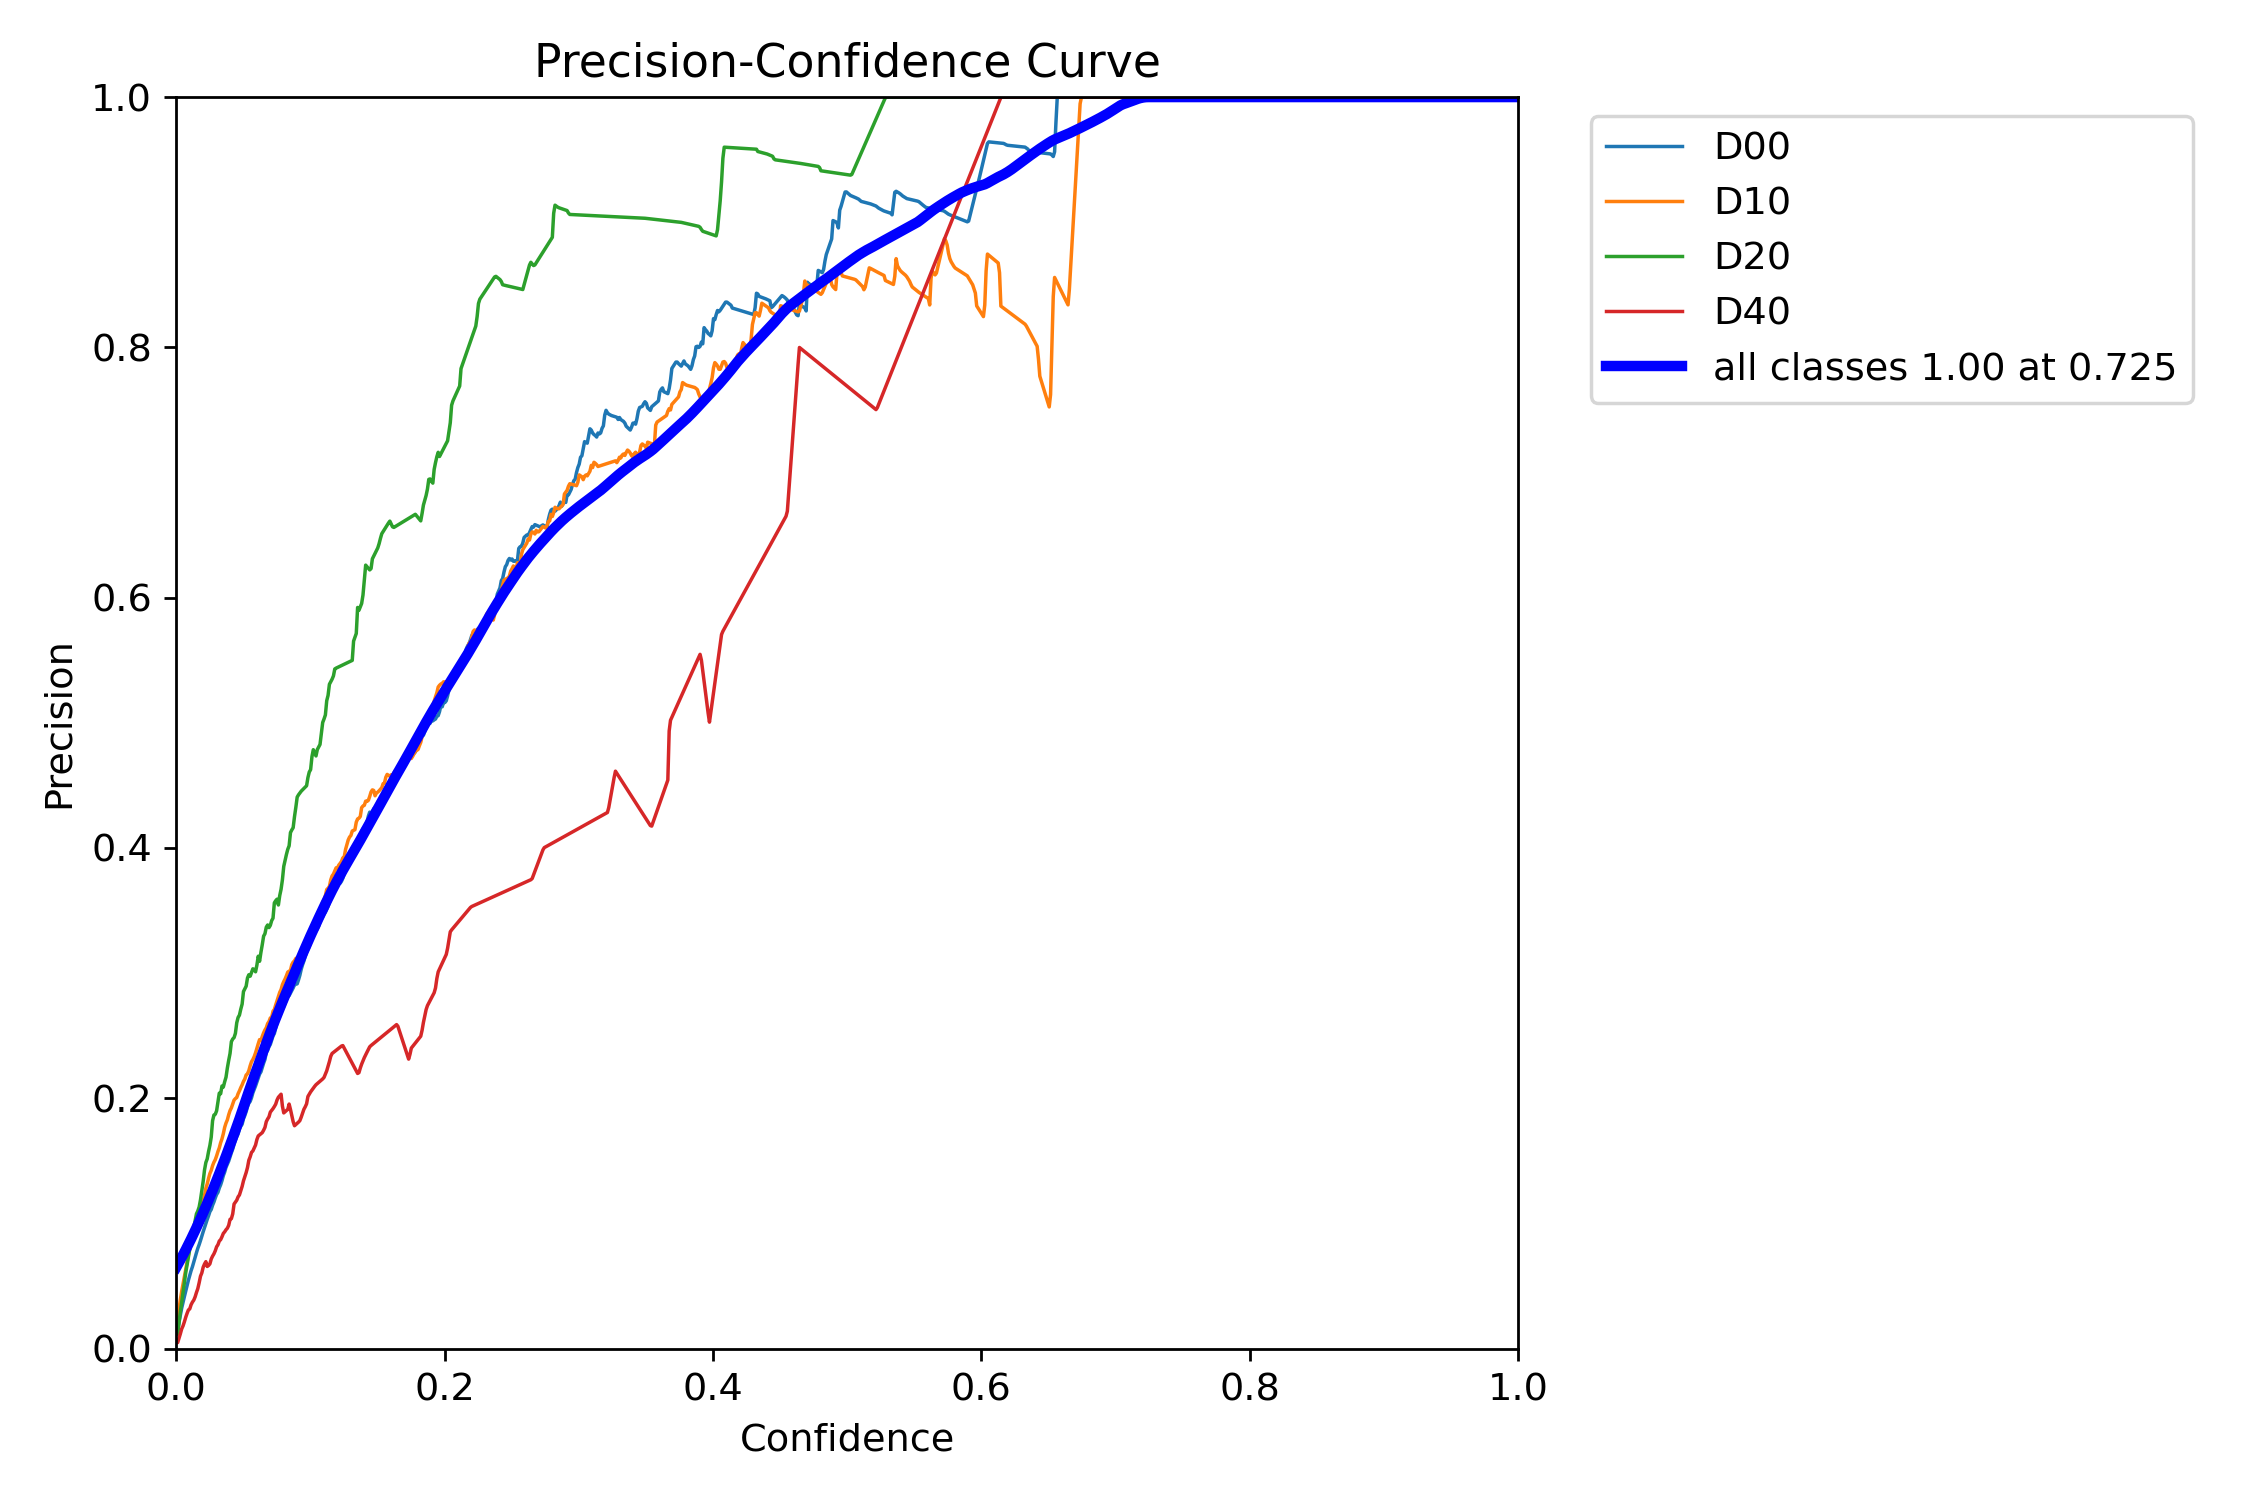 Precision-Confidence Curve
1.0
0.8
0.6
0.4
0.2
0.0
Precision
0.0 0.2 0.4 0.6 0.8 1.0
Confidence
D00
D10
D20
D40
all classes 1.00 at 0.725